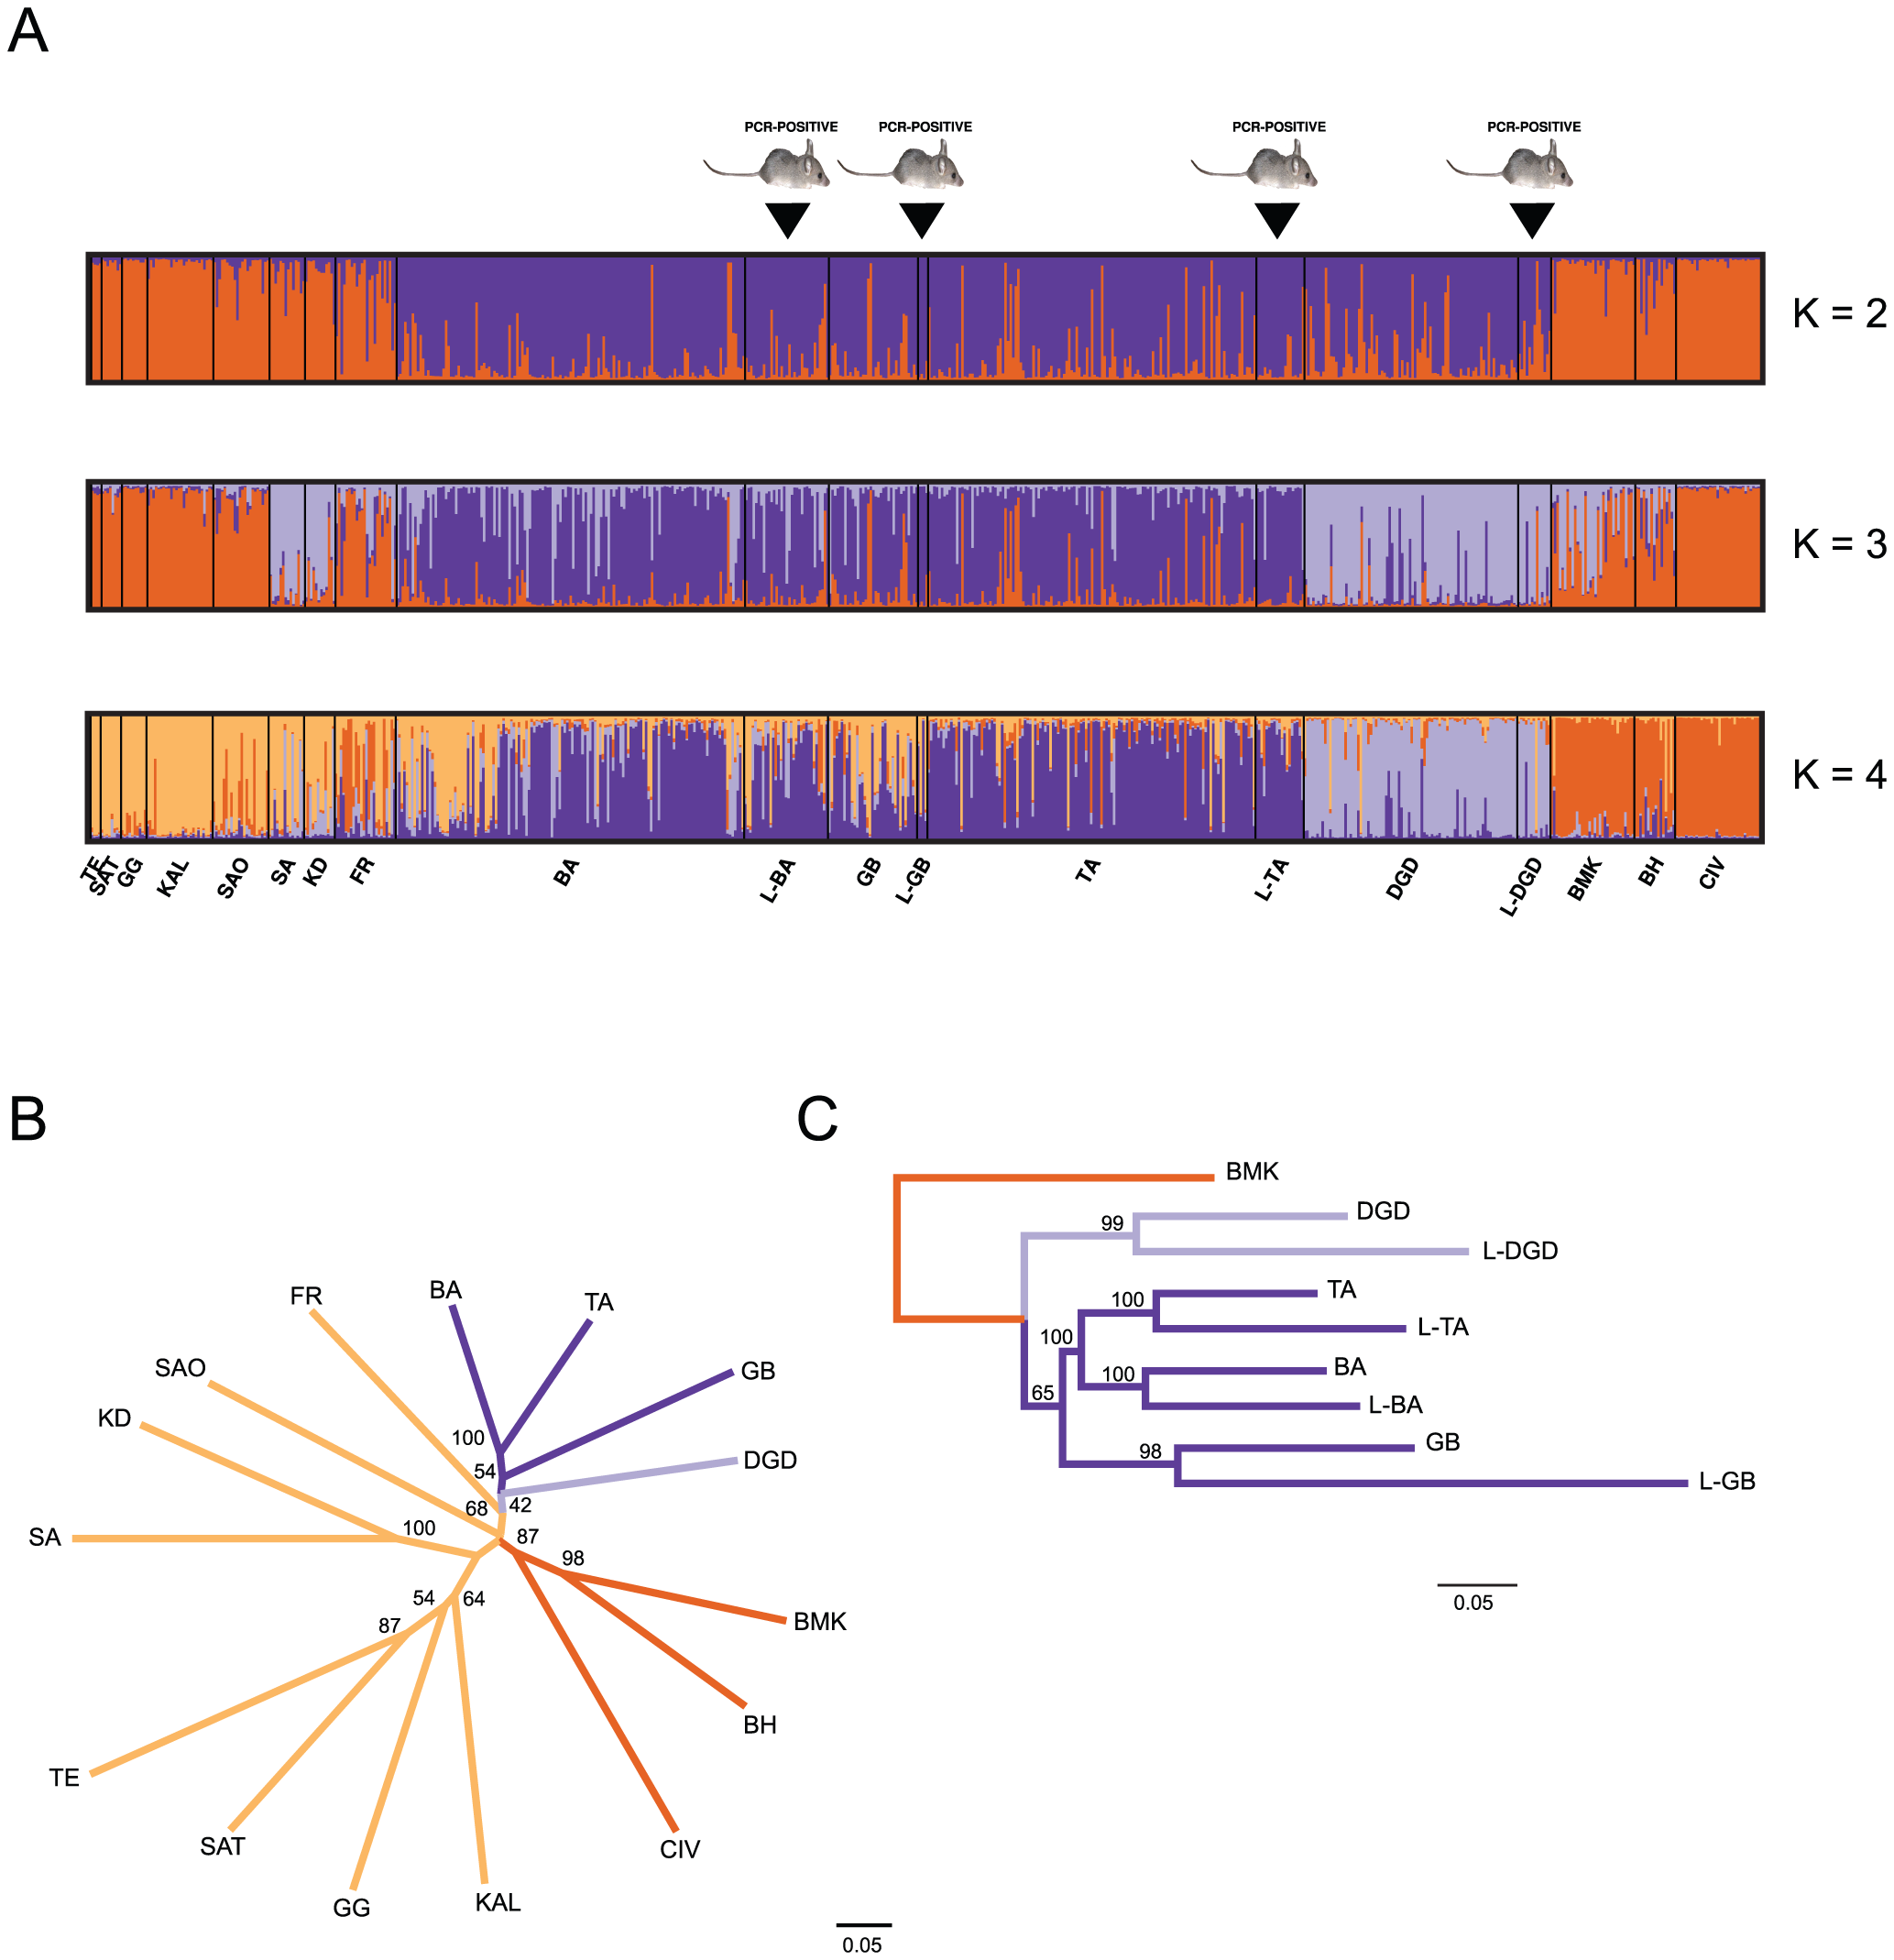 A
PCR-POSITIVE PCR-POSITIVE PCR-POSITIVE PCR-POSITIVE
K = 2
K = 3
K = 4
TE SAT GG KAL SAO SA KD FR BA L-BA GB L-GB TA L-TA DGD L-DGD BMK BH CIV
B
FR
BA
TA
SAO
GB
KD
DGD
100
54
68
42
SA
100
87
98
54
64
87
BMK
BH
TE
SAT
CIV
GG
KAL
0.05
C
BMK
99
DGD
L-DGD
100
TA
L-TA
100
100
BA
65
L-BA
98
GB
L-GB
0.05